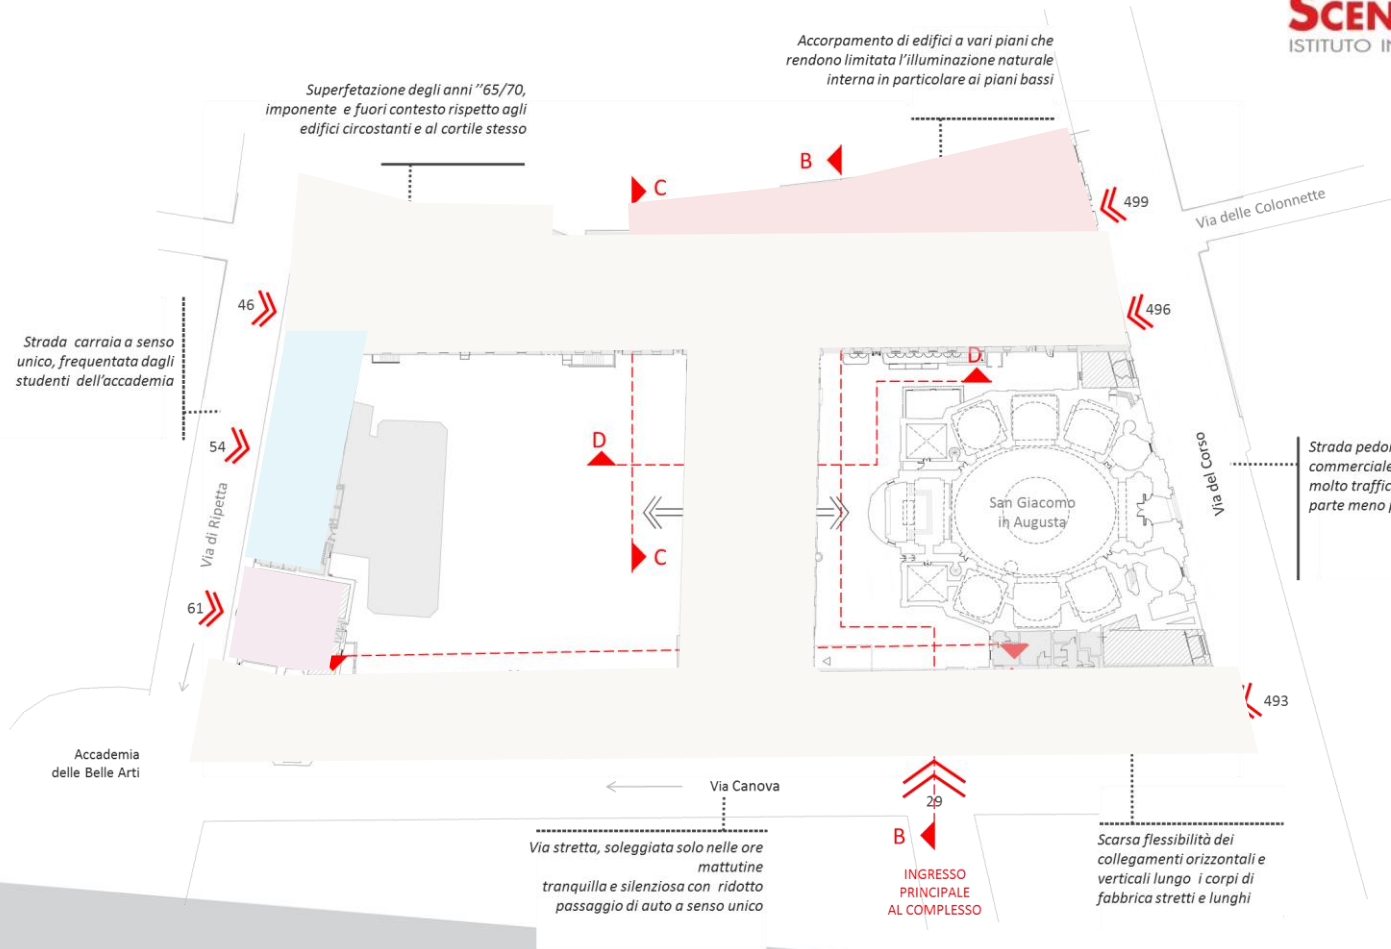 SCEN
ISTITUTO I
Accorpamento di edifici a vari piani che
rendono limitata l'illuminazione naturale
interna in particolare ai piani bassi
Superfetazione degli anni "65/70,
imponente e fuori contesto rispetto agli
edifici circostanti e al cortile stesso
B
C
499
Via delle Colonnette
46
496
Strada carraia a senso
unico, frequentata dagli
studenti dell'accademia
D
54
D
Via del Corso
Strada pedo
commerciale
molto traffic
parte meno
San Giacomo
in Augusta
Via di Ripetta
C
61
493
Accademia
delle Belle Arti
Via Canova
29
B
INGRESSO
PRINCIPALE
AL COMPLESSO
Via stretta, soleggiata solo nelle ore
mattutine
tranquilla e silenziosa con ridotto
passaggio di auto a senso unico
Scarsa flessibilità dei
collegamenti orizzontali e
verticali lungo i corpi di
fabbrica stretti e lunghi